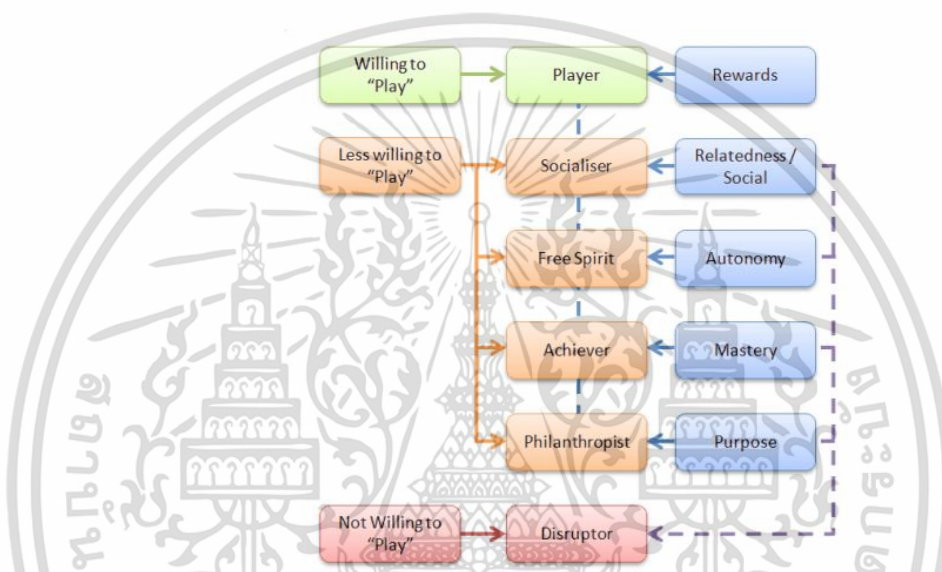 Willing to
“Play”
Player
Rewards
Less willing to
“Play”
Socialiser
Relatedness /
Social
Free Spirit
Autonomy
Achiever
Mastery
Philanthropist
Purpose
Not Willing to
“Play”
Disruptor